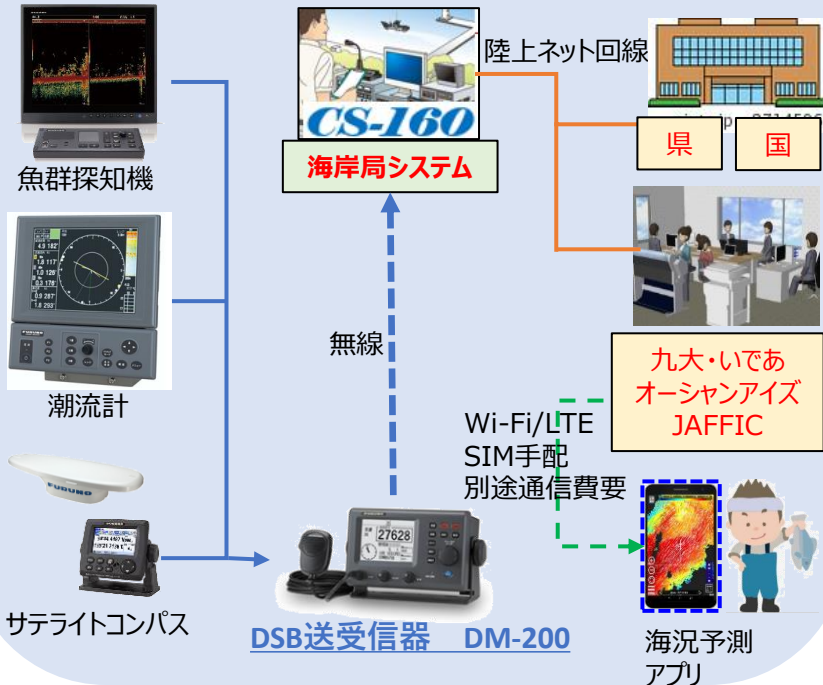 魚群探知機
FURUNO
潮流計
FURUNO
サテライトコンパス
CS-160
海岸局システム
無線
27628
DSB送受信器 DM-200
陸上ネット回線
県
国
九大・いであ
オーシャンアイズ
JAFFIC
Wi-Fi/LTE
SIM手配
別途通信費要
海況予測
アプリ